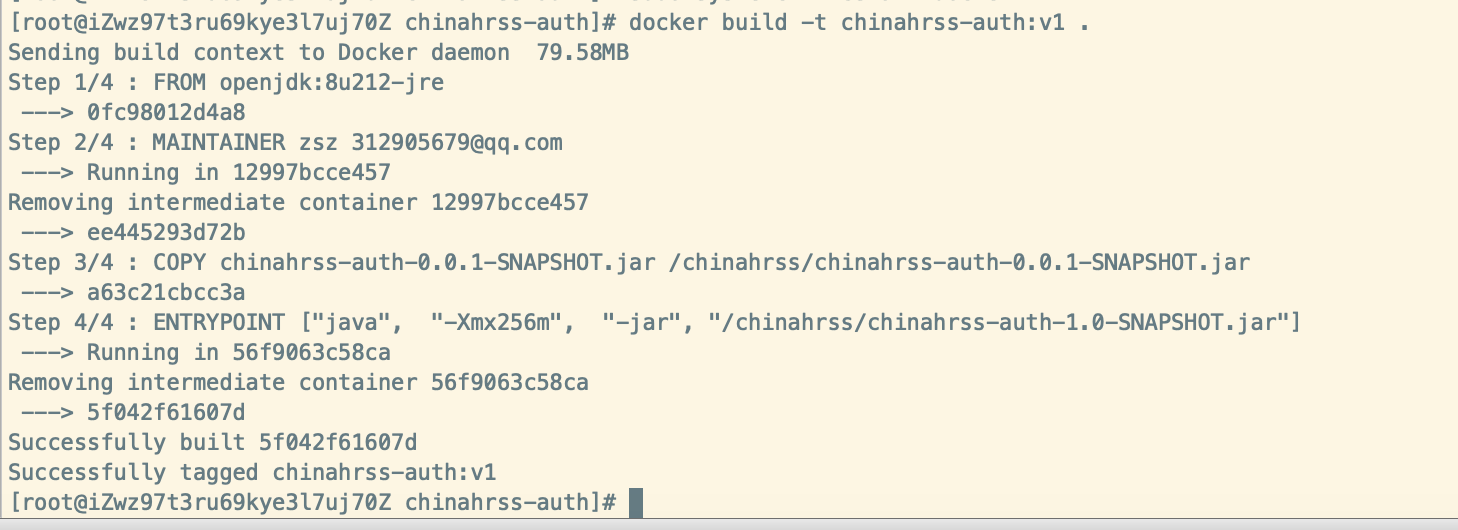 [root@iZwz97t3ru69kye3l7uj70Z chinahrss-auth]# docker build -t chinahrss-auth:v1 .
Sending build context to Docker daemon  79.58MB
Step 1/4 : FROM openjdk:8u212-jre
 ---> 0fc98012d4a8
Step 2/4 : MAINTAINER zsz 312905679@qq.com
 ---> Running in 12997bcce457
Removing intermediate container 12997bcce457
 ---> ee445293d72b
Step 3/4 : COPY chinahrss-auth-0.0.1-SNAPSHOT.jar /chinahrss/chinahrss-auth-0.0.1-SNAPSHOT.jar
 ---> a63c21cbcc3a
Step 4/4 : ENTRYPOINT ["java",  "-Xmx256m",  "-jar", "/chinahrss/chinahrss-auth-1.0-SNAPSHOT.jar"]
 ---> Running in 56f9063c58ca
Removing intermediate container 56f9063c58ca
 ---> 5f042f61607d
Successfully built 5f042f61607d
Successfully tagged chinahrss-auth:v1
[root@iZwz97t3ru69kye3l7uj70Z chinahrss-auth]#